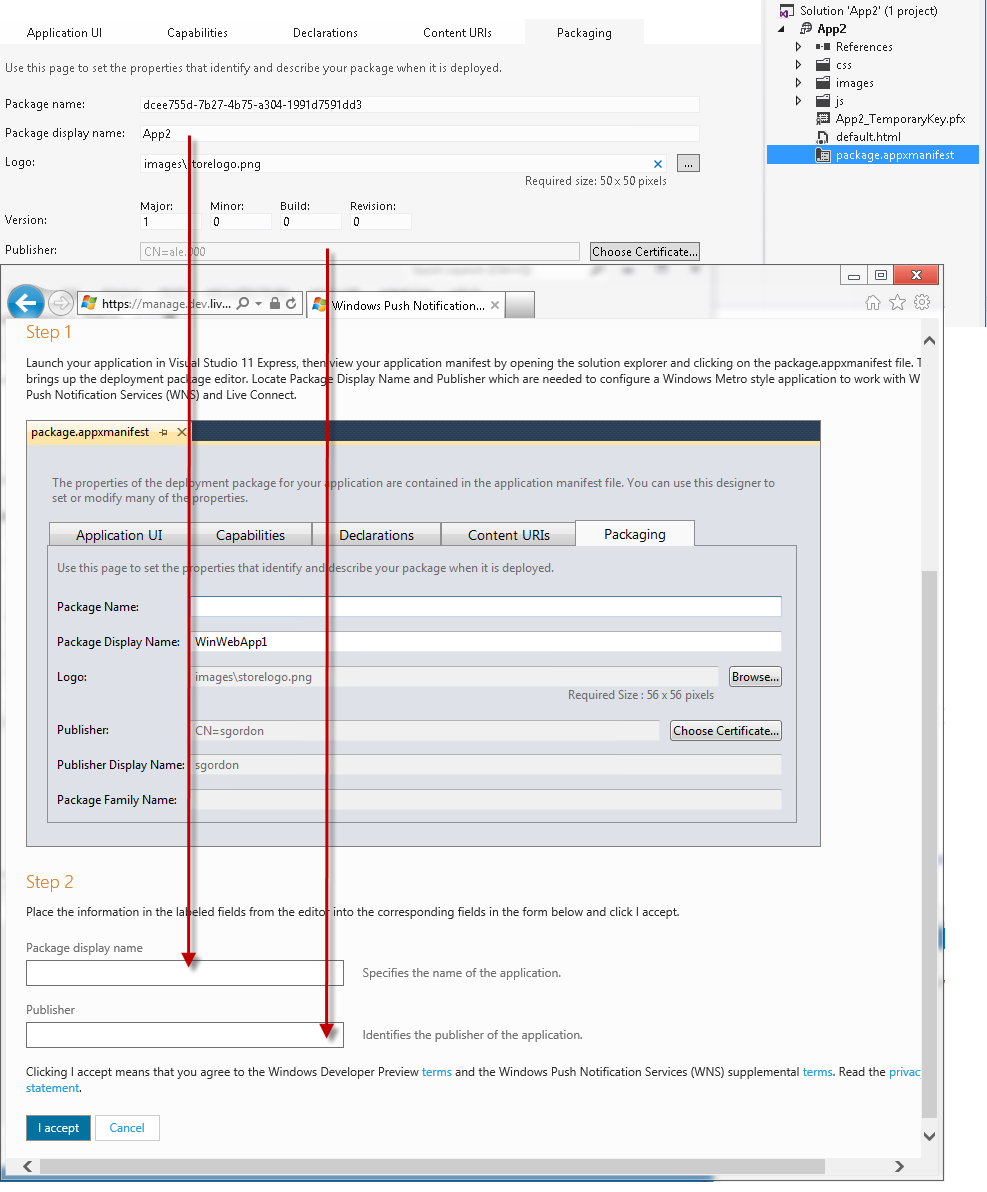 Application UI
Capabilities
Declarations
Content URIs
Packaging
Use this page to set the properties that identify and describe your package when it is deployed.
Package name:
dcee755d-7b27-4b75-a304-1991d7591dd3
Package display name:
App2
Logo:
images\storelogo.png
...
Required size: 50 x 50 pixels
Version:
Major:
Minor:
Build:
Revision:
1
0
0
0
Publisher:
Choose Certificate...
Solution 'App2' (1 project)
App2
References
css
images
js
App2_TemporaryKey.pfx
default.html
package.appxmanifest
https://manage.dev.liv...
Windows Push Notification...
Step 1
Launch your application in Visual Studio 11 Express, then view your application manifest by opening the solution explorer and clicking on the package.appxmanifest file. T
brings up the deployment package editor. Locate Package Display Name and Publisher which are needed to configure a Windows Metro style application to work with W
Push Notification Services (WNS) and Live Connect.
package.appxmanifest
The properties of the deployment package for your application are contained in the application manifest file. You can use this designer to
set or modify many of the properties.
Application UI
Capabilities
Declarations
Content URIs
Packaging
Use this page to set the properties that identify and describe your package when it is deployed.
Package Name:
Package Display Name:
WinWebApp1
Logo:
images\storelogo.png
Browse...
Required Size : 56 x 56 pixels
Publisher:
CN=sgordon
Choose Certificate...
Publisher Display Name:
sgordon
Package Family Name:
Step 2
Place the information in the labeled fields from the editor into the corresponding fields in the form below and click I accept.
Package display name
Specifies the name of the application.
Publisher
Identifies the publisher of the application.
Clicking I accept means that you agree to the Windows Developer Preview terms and the Windows Push Notification Services (WNS) supplemental terms. Read the privac
statement.
I accept
Cancel